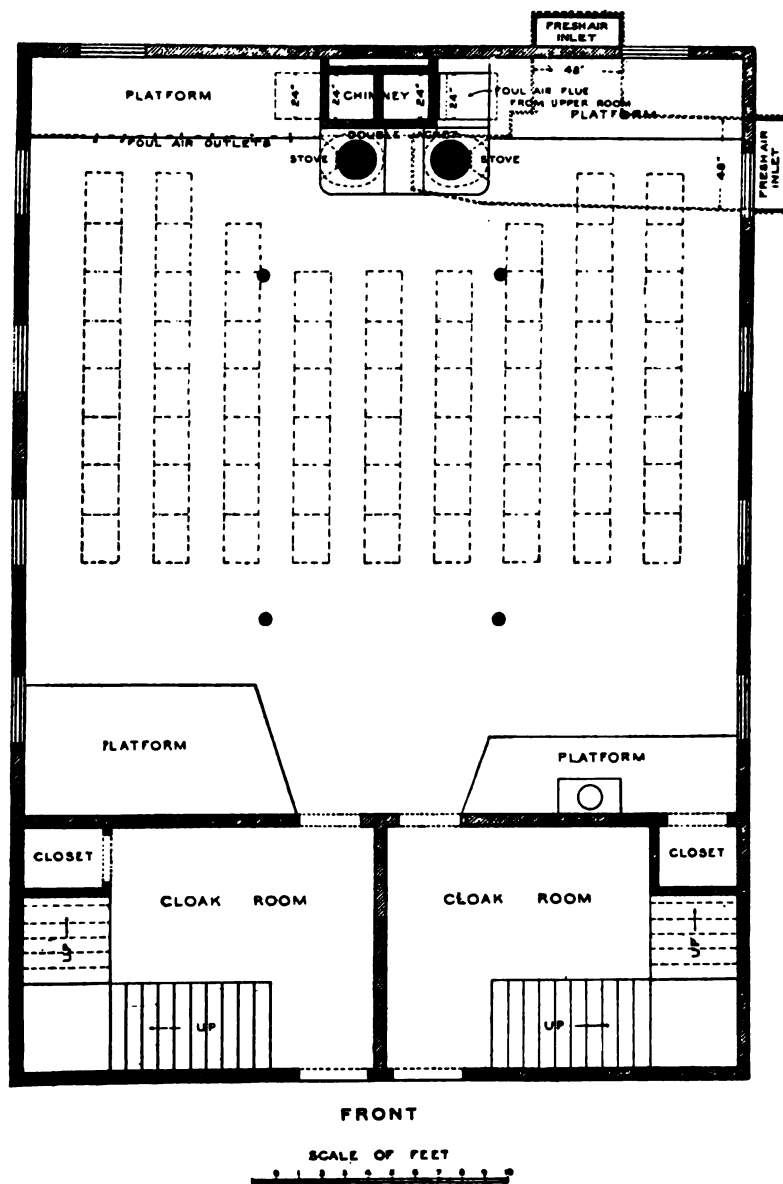 FRESH AIR
INLET
48"
PLATFORM
24"
24"
CHIMNEY
24"
24"
FOUL AIR FLUE
FROM UPPER ROOM
PLATFORM
FOUL AIR OUTLETS
DOUBLE JACKET
STOVE
STOVE
48"
FRESH AIR
INLET
PLATFORM
PLATFORM
CLOSET
CLOSET
CLOAK ROOM
CLOAK ROOM
UP
UP
UP
UP
FRONT
SCALE OF FEET
0 1 2 3 4 5 6 7 8 9 10